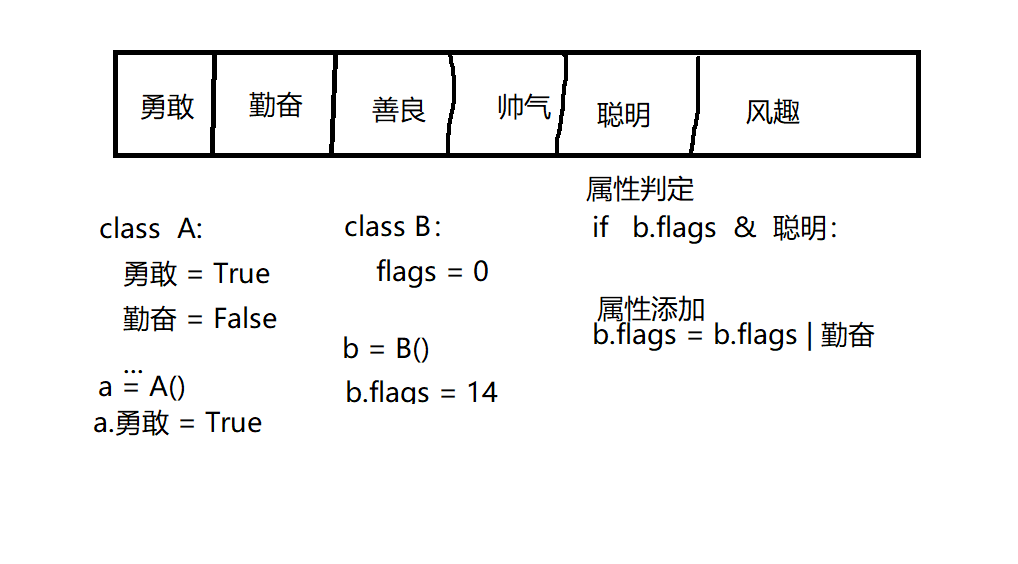 勇敢 勤奋 善良 帅气 聪明 风趣
class A:
勇敢 = True
勤奋 = False
...
a = A()
a.勇敢 = True
class B:
flags = 0
b = B()
b.flags = 14
属性判定
if b.flags & 聪明:
属性添加
b.flags = b.flags | 勤奋